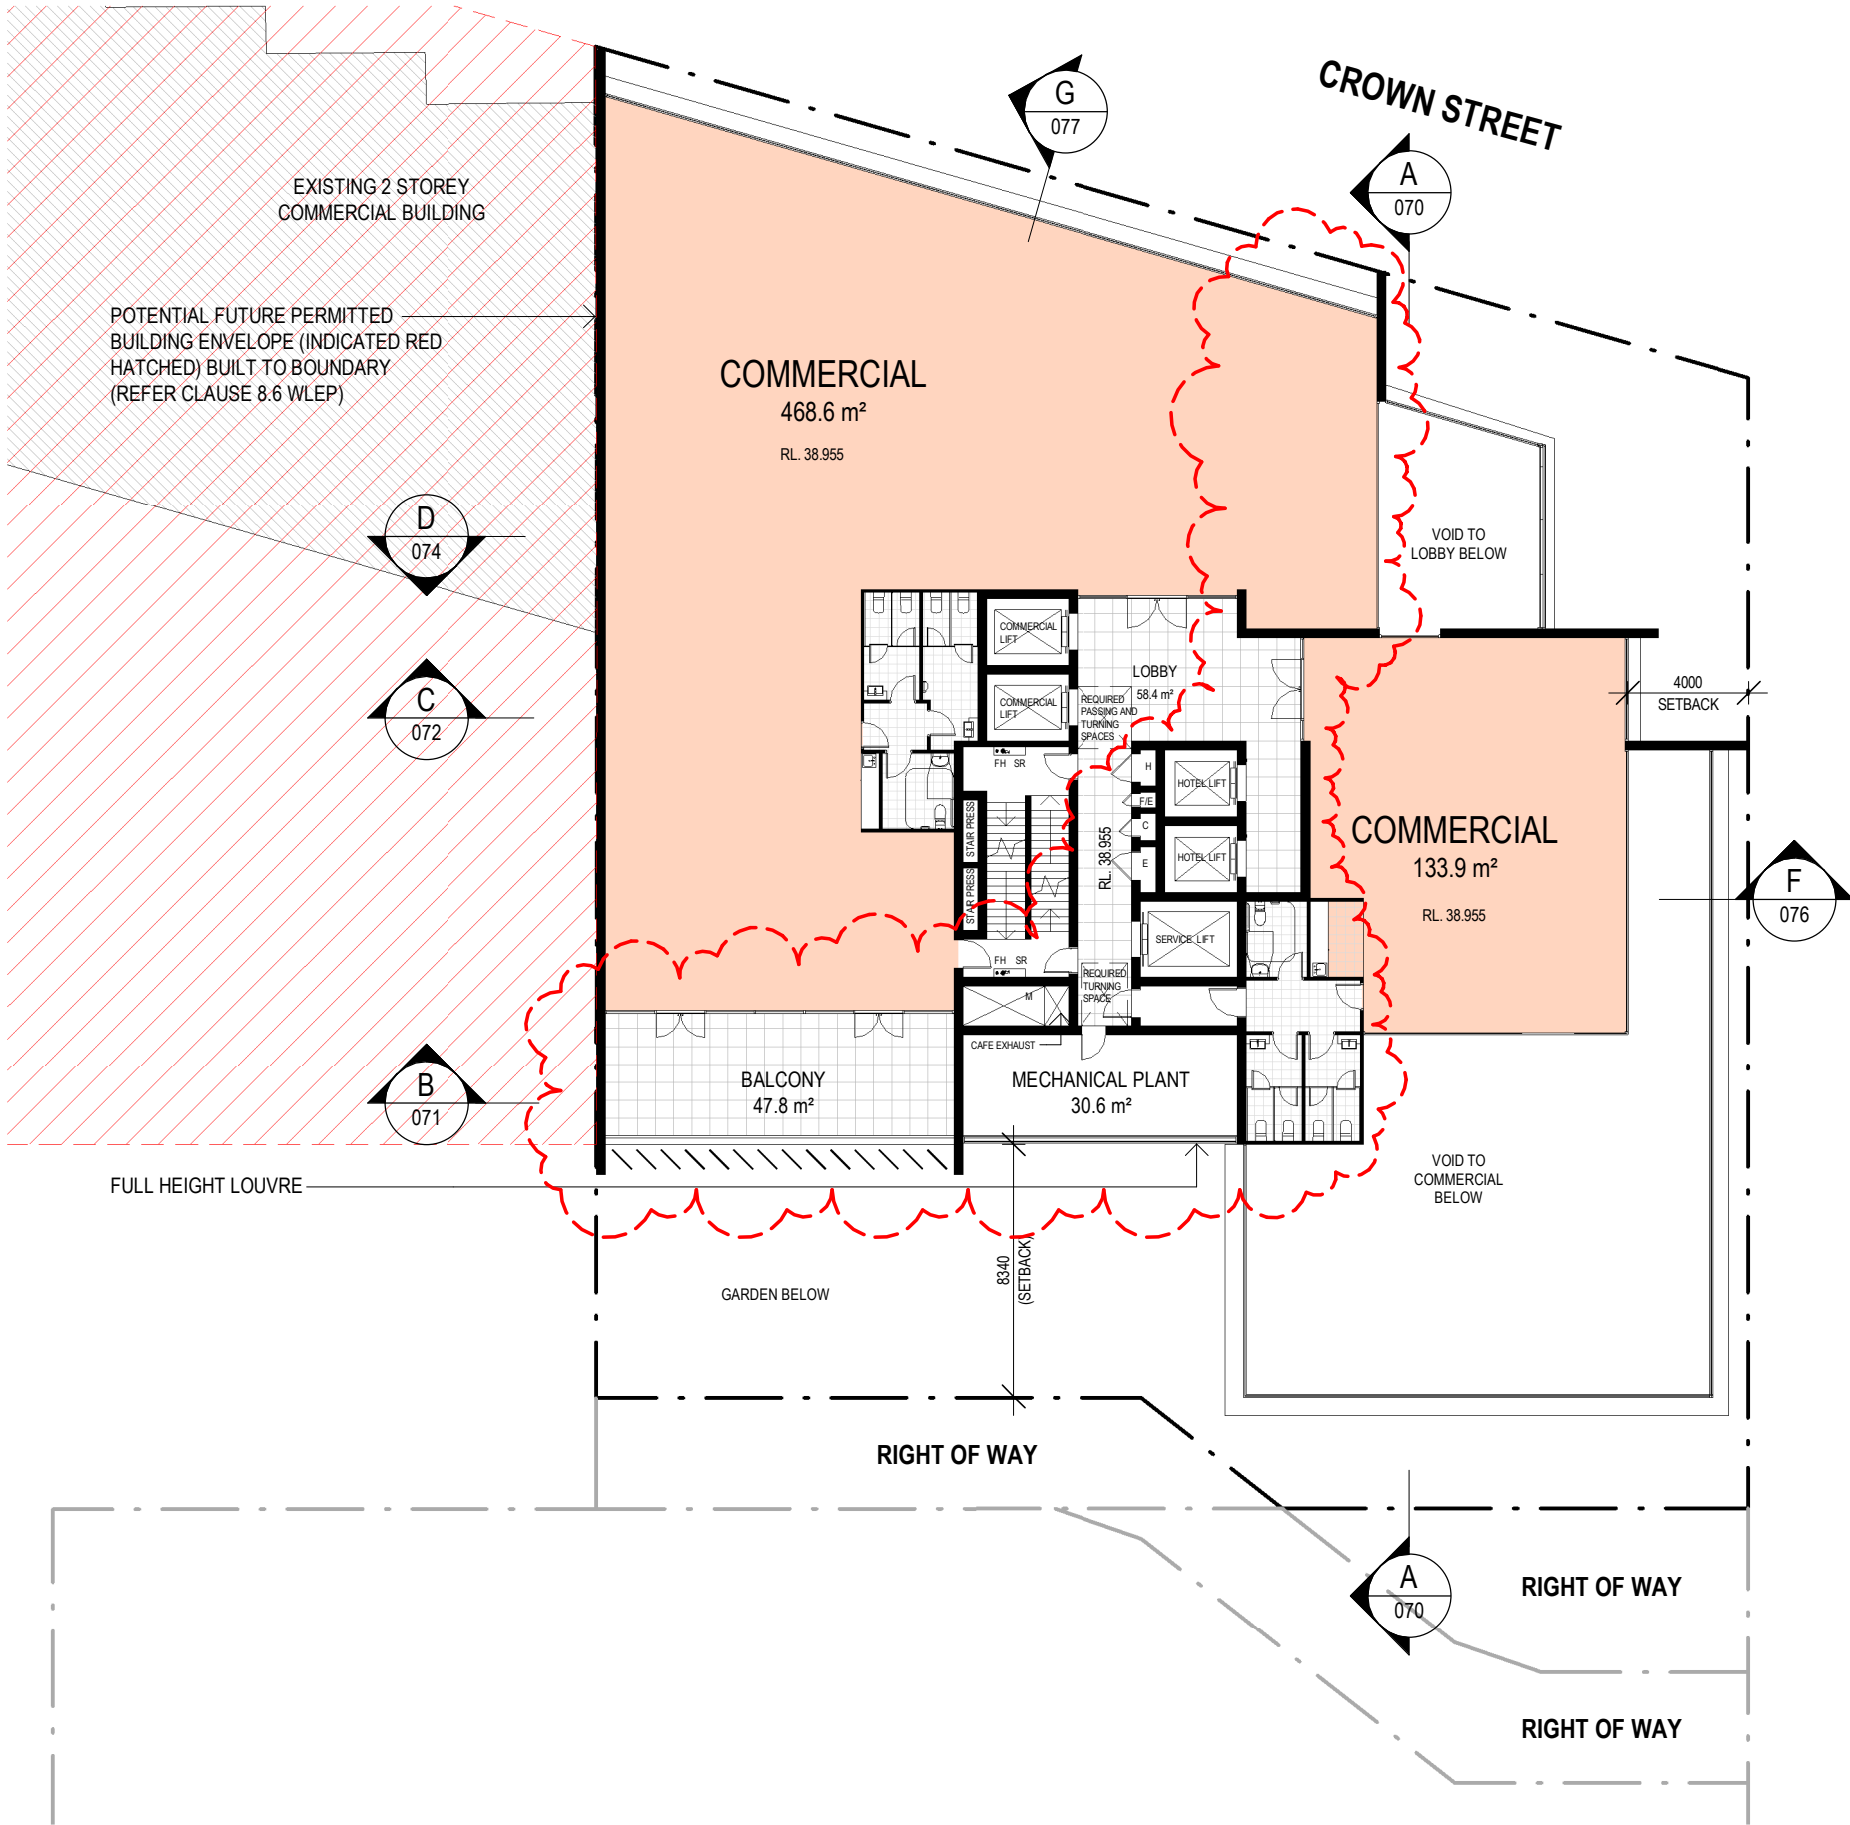 CROWN STREET
G
077
A
070
EXISTING 2 STOREY
COMMERCIAL BUILDING
POTENTIAL FUTURE PERMITTED
BUILDING ENVELOPE (INDICATED RED
HATCHED) BUILT TO BOUNDARY
(REFER CLAUSE 8.6 WLEP)
COMMERCIAL
468.6 m²
RL. 38.955
D
074
VOID TO
LOBBY BELOW
COMMERCIAL
LIFT
LOBBY
58.4 m²
C
072
COMMERCIAL
LIFT
REQUIRED
PASSING AND
TURNING
SPACES
4000
SETBACK
FH SR
H
HOTEL LIFT
F/E
STAIR PRESS
C
RL. 38.955
E
HOTEL LIFT
STAIR PRESS
COMMERCIAL
133.9 m²
RL. 38.955
F
076
SERVICE LIFT
FH SR
REQUIRED
TURNING
SPACE
M
CAFE EXHAUST
B
071
BALCONY
47.8 m²
MECHANICAL PLANT
30.6 m²
FULL HEIGHT LOUVRE
VOID TO
COMMERCIAL
BELOW
8340
(SETBACK)
GARDEN BELOW
RIGHT OF WAY
A
070
RIGHT OF WAY
RIGHT OF WAY